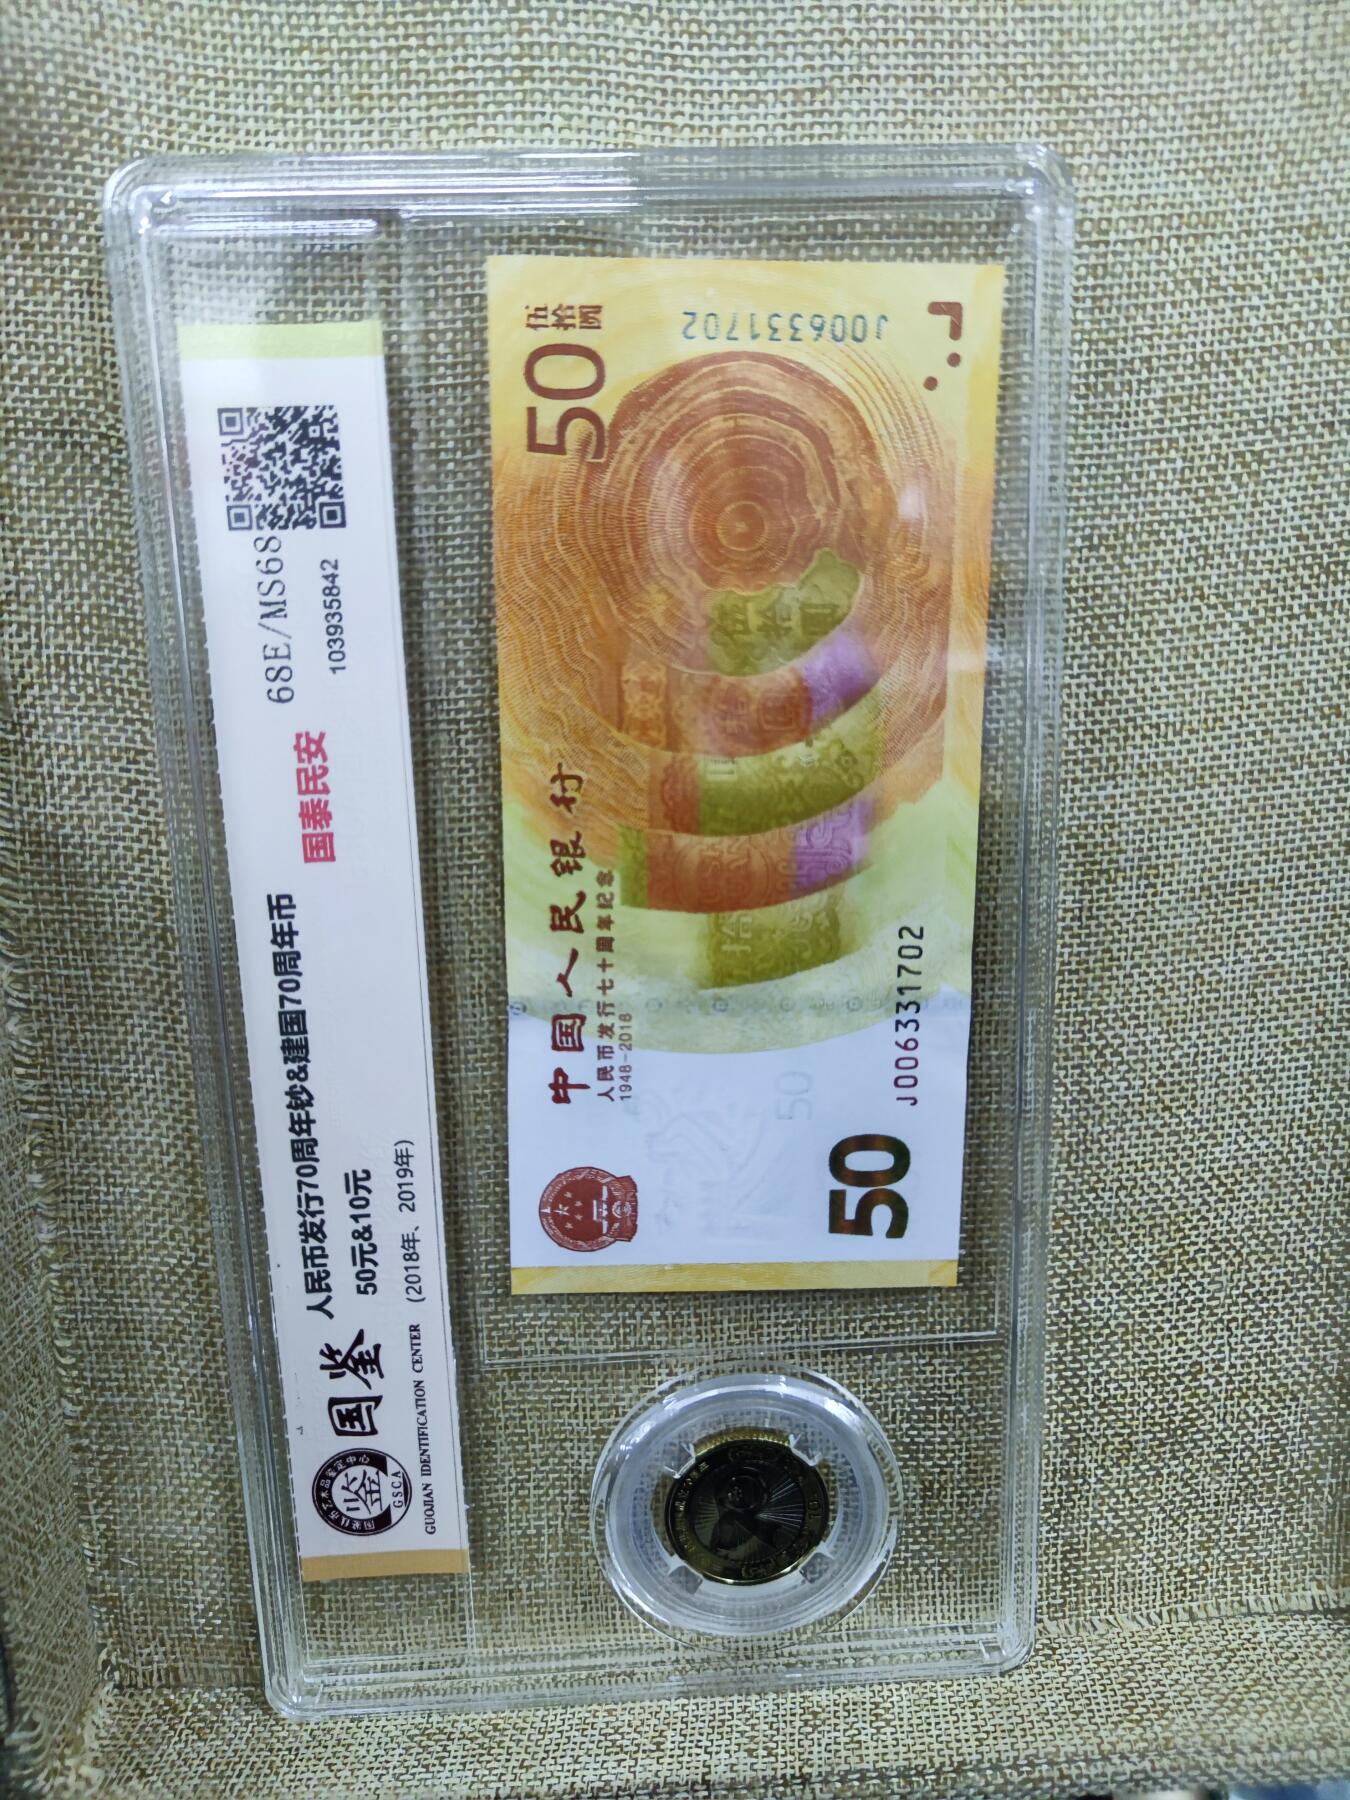 国鉴
GUOJIAN IDENTIFICATION CENTER
鉴
GSCA
人民币发行70周年钞&建国70周年币
50元&10元
(2018年、2019年)
国泰民安
68E/MS68
103935842
中国人民银行
人民币发行七十周年纪念
1948-2018
50
伍拾圆
J006331702
50
J006331702
50